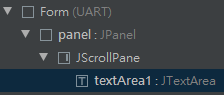 Form (UART)
panel : JPanel
JScrollPane
textArea1 : JTextArea